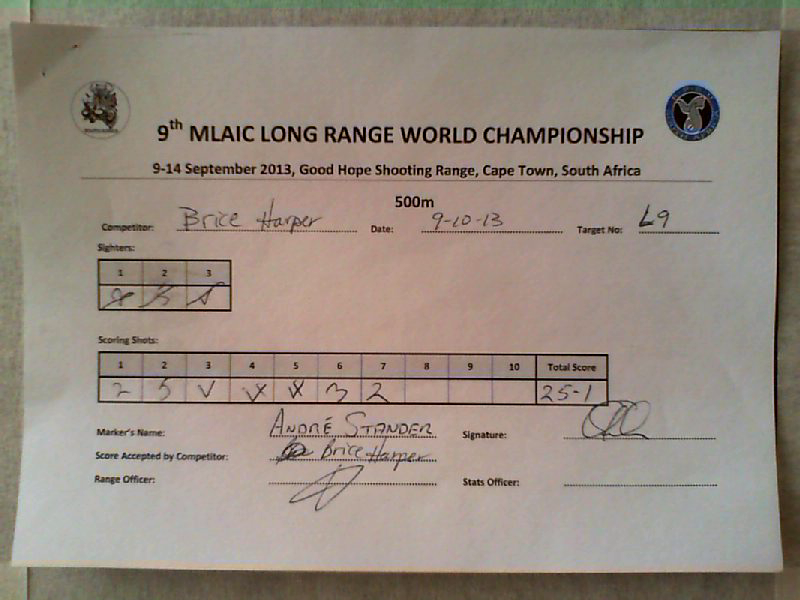 9th MLAIC LONG RANGE WORLD CHAMPIONSHIP
9-14 September 2013, Good Hope Shooting Range, Cape Town, South Africa
500m
Competitor: Brice Harper Date: 9-10-13 Target No: L9
Sighters:
1 2 3
Scoring Shots:
1 2 3 4 5 6 7 8 9 10 Total Score
2 5 V V X 3 2 25-1
Marker's Name: ANDRÉ STANDER Signature:
Score Accepted by Competitor: Brice Harper
Range Officer: Stats Officer: